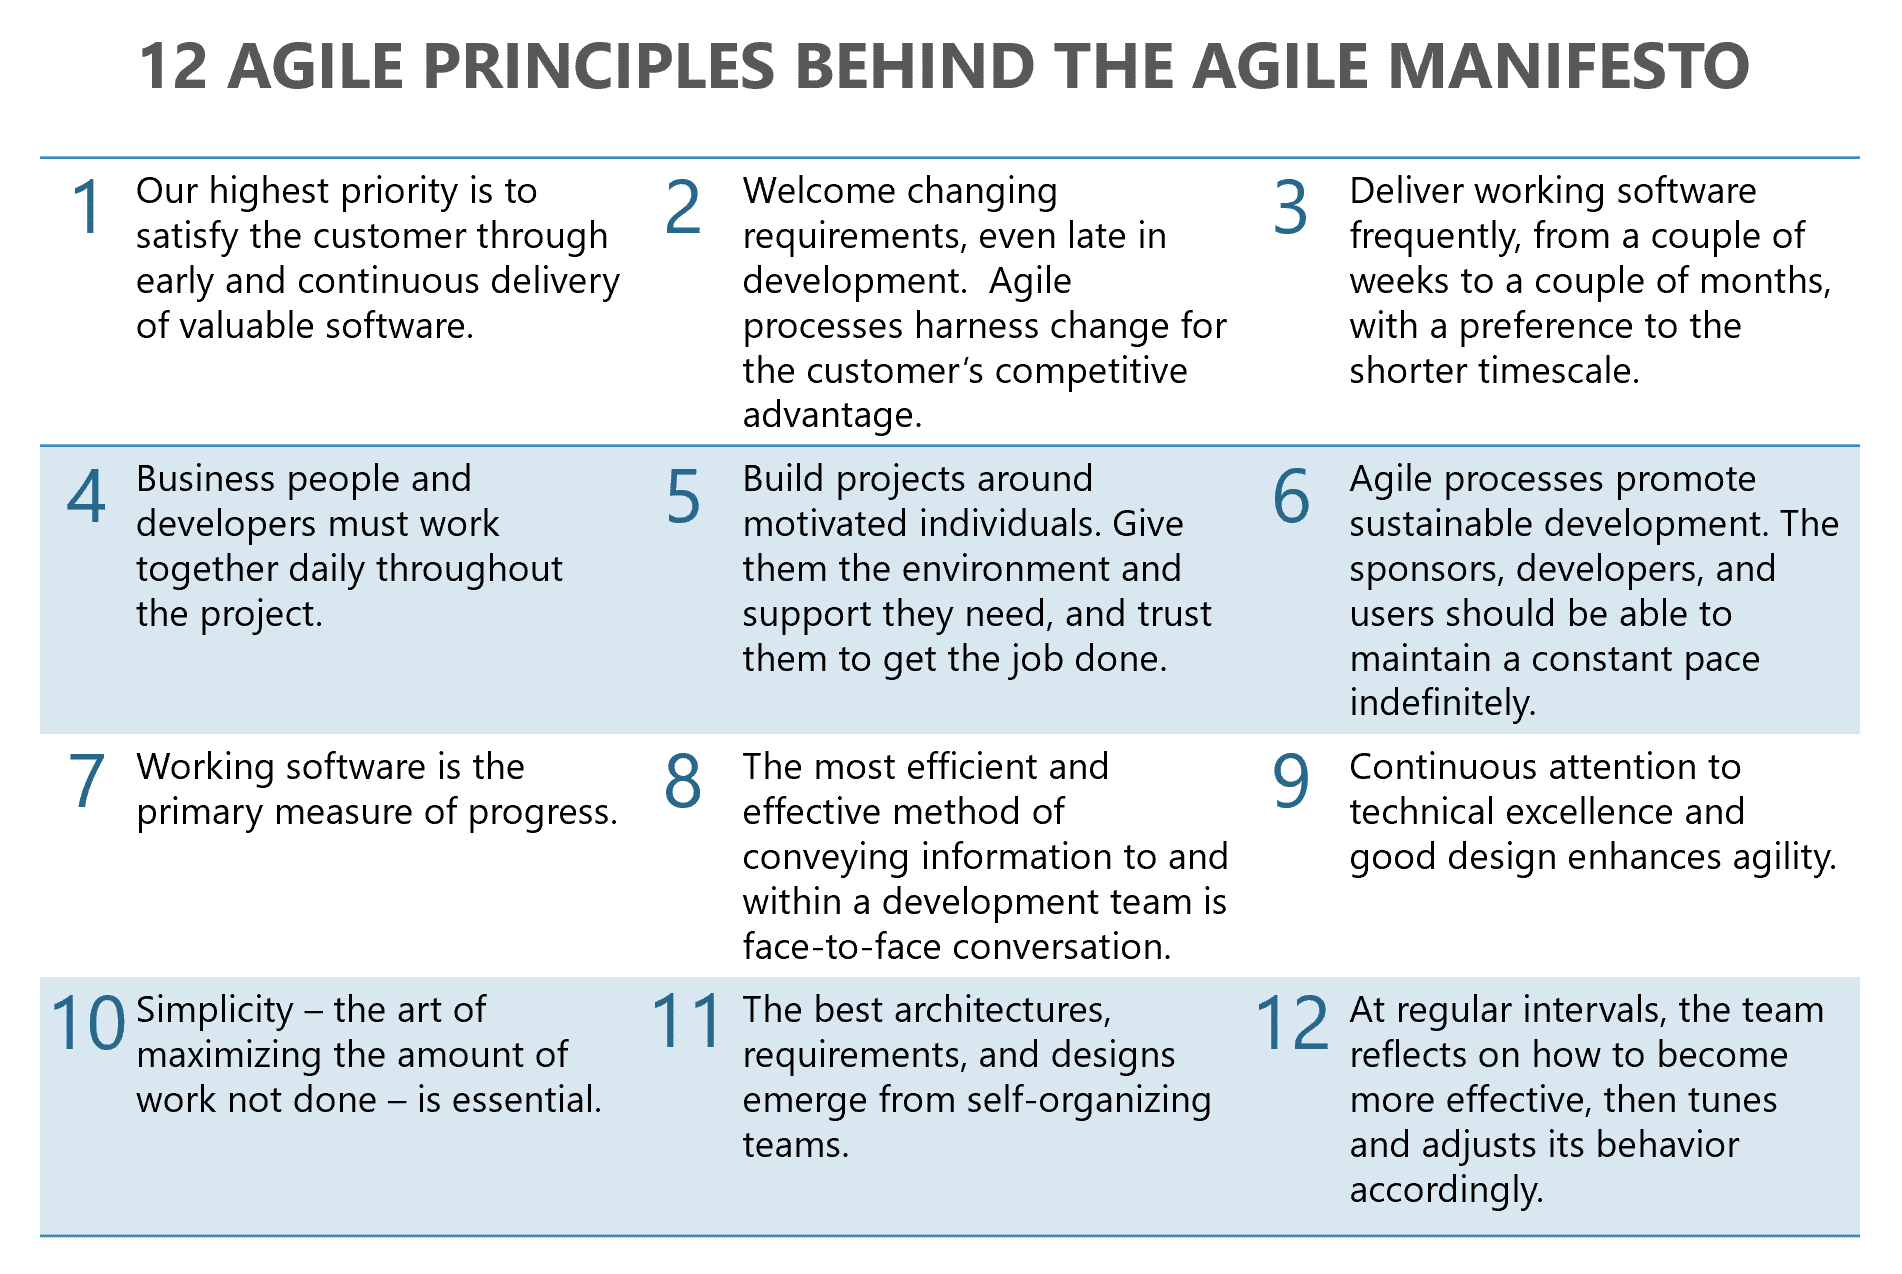 12 AGILE PRINCIPLES BEHIND THE AGILE MANIFESTO
1
Our highest priority is to
satisfy the customer through
early and continuous delivery
of valuable software.
2
Welcome changing
requirements, even late in
development.  Agile
processes harness change for
the customer‘s competitive
advantage.
3
Deliver working software
frequently, from a couple of
weeks to a couple of months,
with a preference to the
shorter timescale.
4
Business people and
developers must work
together daily throughout
the project.
5
Build projects around
motivated individuals. Give
them the environment and
support they need, and trust
them to get the job done.
6
Agile processes promote
sustainable development. The
sponsors, developers, and
users should be able to
maintain a constant pace
indefinitely.
7
Working software is the
primary measure of progress.
8
The most efficient and
effective method of
conveying information to and
within a development team is
face-to-face conversation.
9
Continuous attention to
technical excellence and
good design enhances agility.
10
Simplicity – the art of
maximizing the amount of
work not done – is essential.
11
The best architectures,
requirements, and designs
emerge from self-organizing
teams.
12
At regular intervals, the team
reflects on how to become
more effective, then tunes
and adjusts its behavior
accordingly.